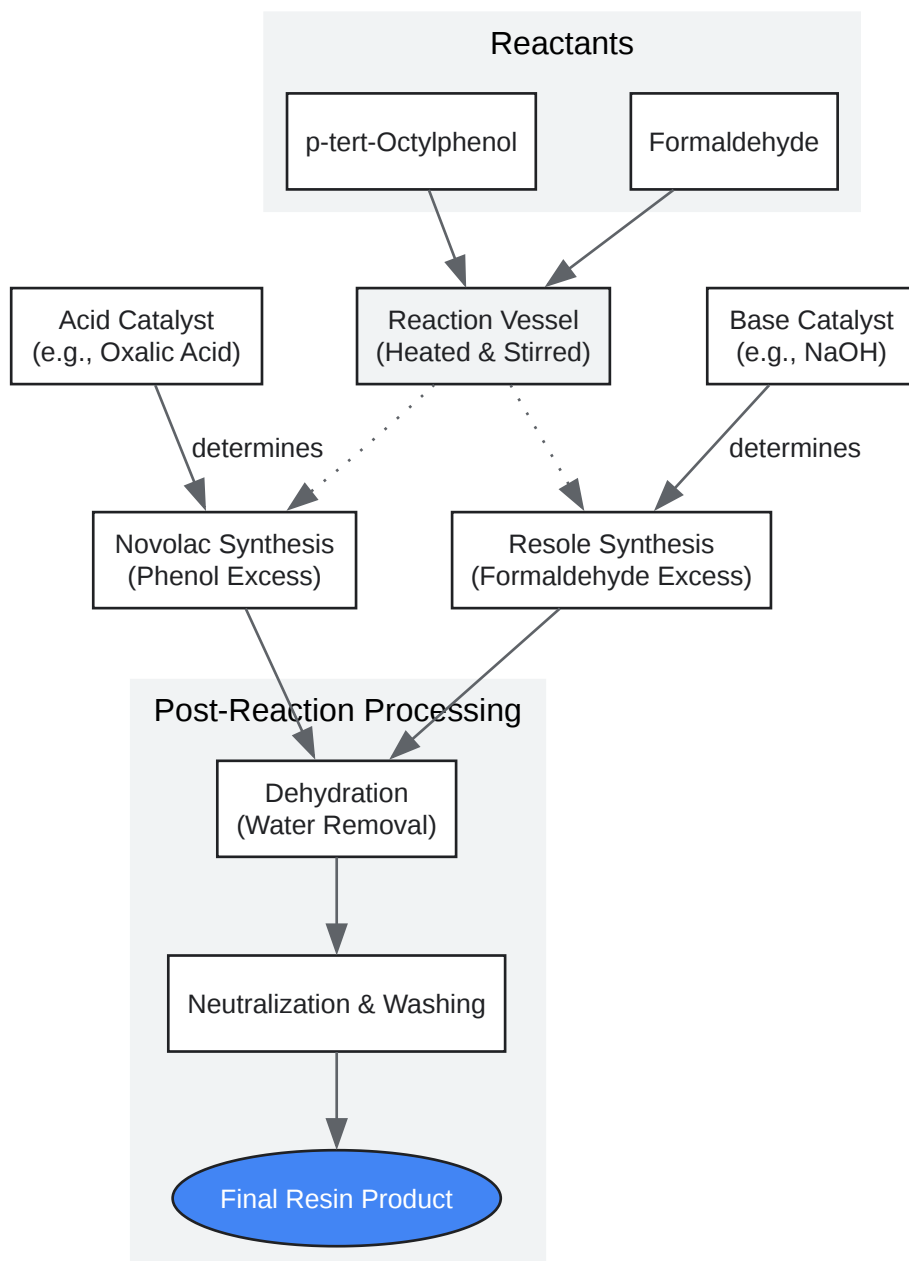 Reactants
p-tert-Octylphenol
Formaldehyde
Acid Catalyst
(e.g., Oxalic Acid)
Reaction Vessel
(Heated & Stirred)
Base Catalyst
(e.g., NaOH)
determines
determines
Novolac Synthesis
(Phenol Excess)
Resole Synthesis
(Formaldehyde Excess)
Post-Reaction Processing
Dehydration
(Water Removal)
Neutralization & Washing
Final Resin Product